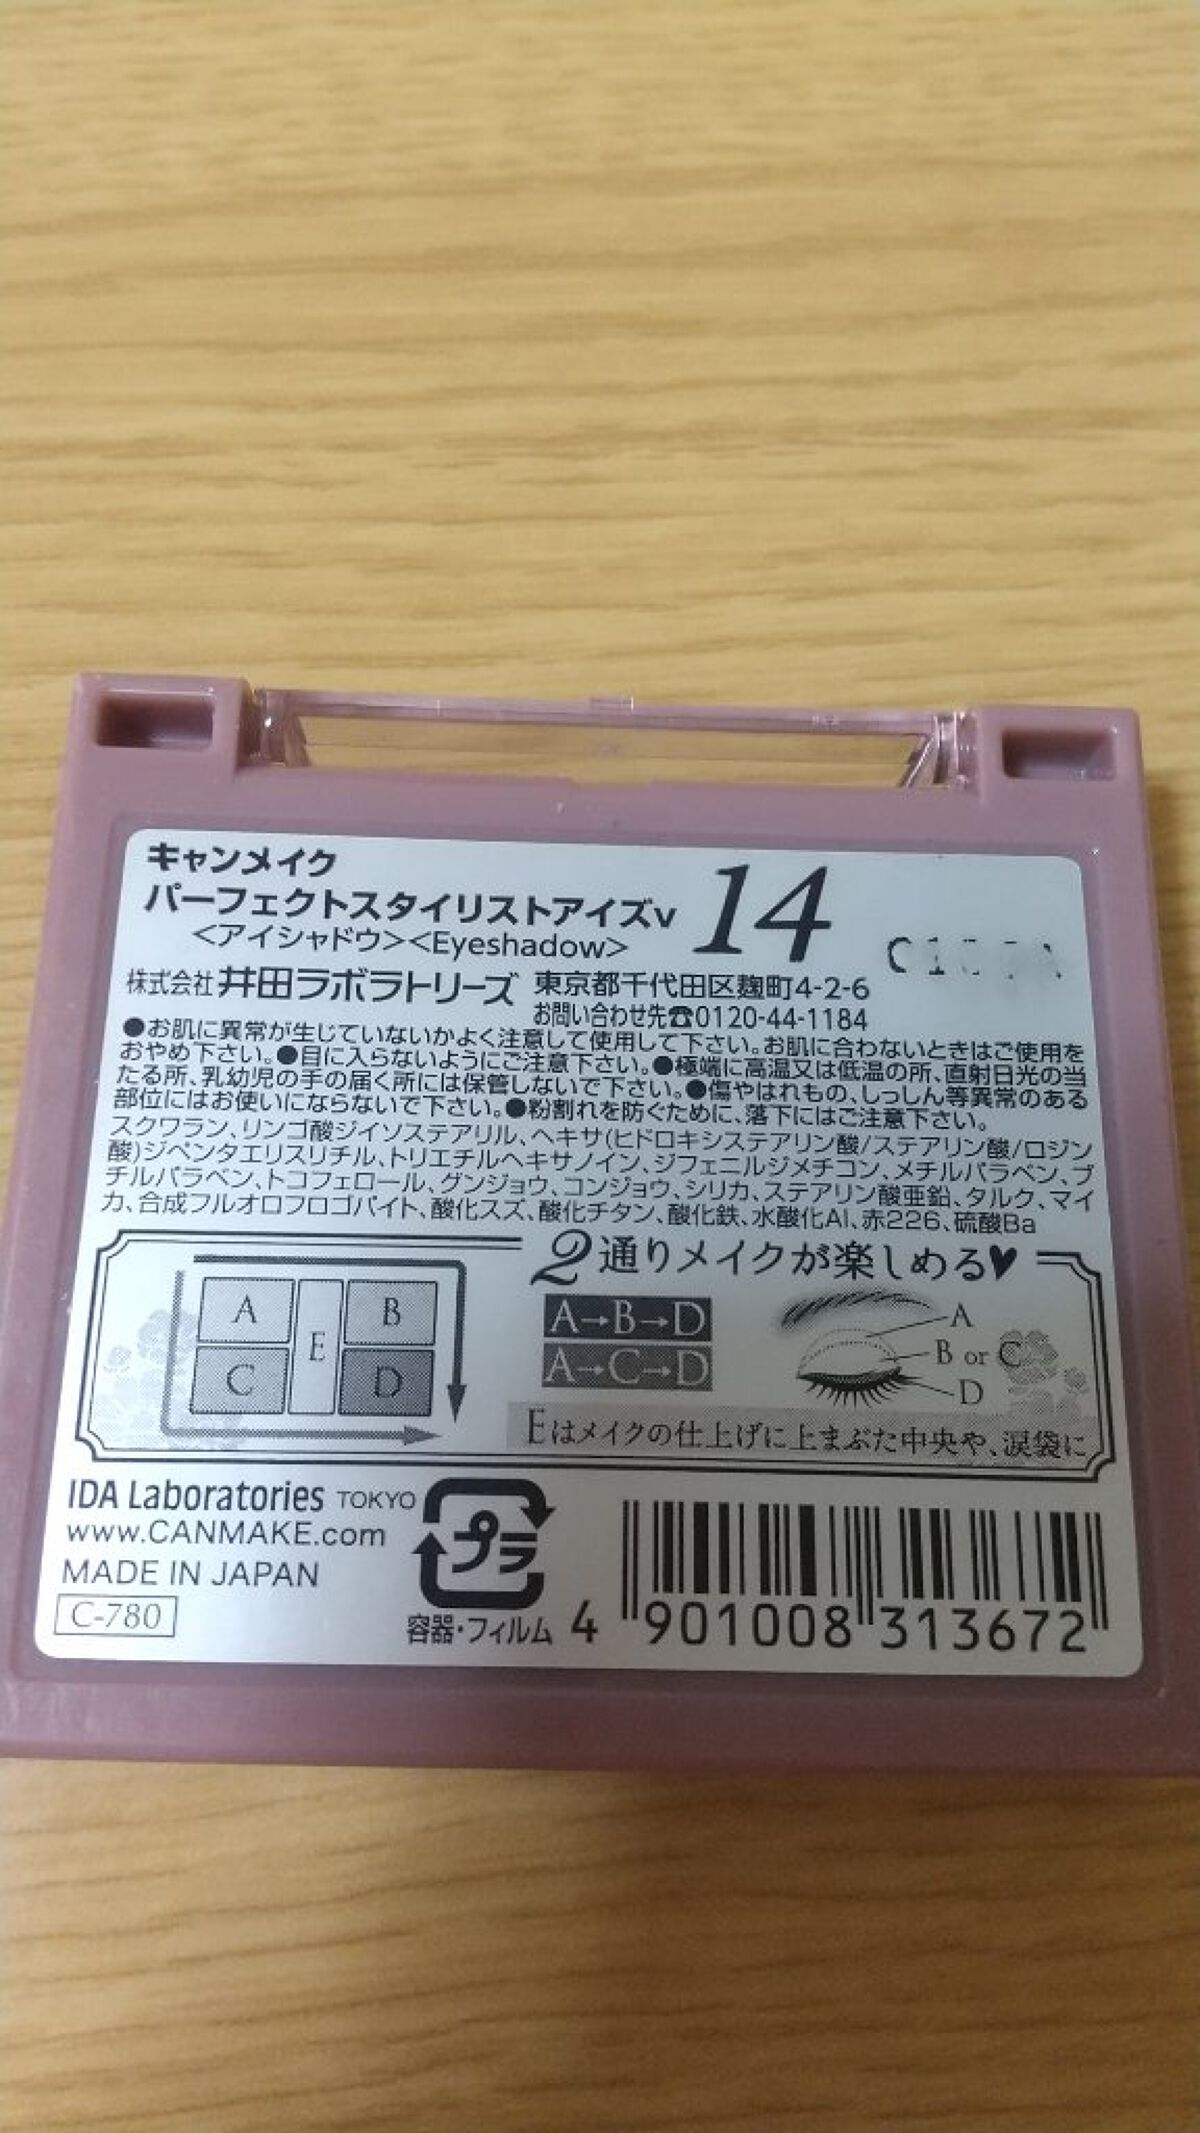 キャンメイク
パーフェクトスタイリストアイズv 14
<アイシャドウ><Eyeshadow>
株式会社 井田ラボラトリーズ 東京都千代田区麹町4-2-6
お問い合わせ先☎0120-44-1184
●お肌に異常が生じていないかよく注意して使用して下さい。お肌に合わないときはご使用を
おやめ下さい。●目に入らないようにご注意下さい。●極端に高温又は低温の所、直射日光の当
たる所、乳幼児の手の届く所には保管しないで下さい。●傷やはれもの、しっしん等異常のある
部位にはお使いにならないで下さい。●粉割れを防ぐために、落下にはご注意下さい。
スクワラン、リンゴ酸ジイソステアリル、ヘキサ(ヒドロキシステアリン酸/ステアリン酸/ロジン
酸)ジペンタエリスリチル、トリエチルヘキサノイン、ジフェニルジメチコン、メチルパラベン、ブ
チルパラベン、トコフェロール、グンジョウ、コンジョウ、シリカ、ステアリン酸亜鉛、タルク、マイ
カ、合成フルオロフロゴパイト、酸化スズ、酸化チタン、酸化鉄、水酸化Al、赤226、硫酸Ba
2通りメイクが楽しめる♥
A E B
C D
A→B→D
A→C→D
A
B or C
D
Eはメイクの仕上げに上まぶた中央や、涙袋に
IDA Laboratories TOKYO
www.CANMAKE.com
MADE IN JAPAN
C-780
プラ
容器・フィルム
4 901008 313672